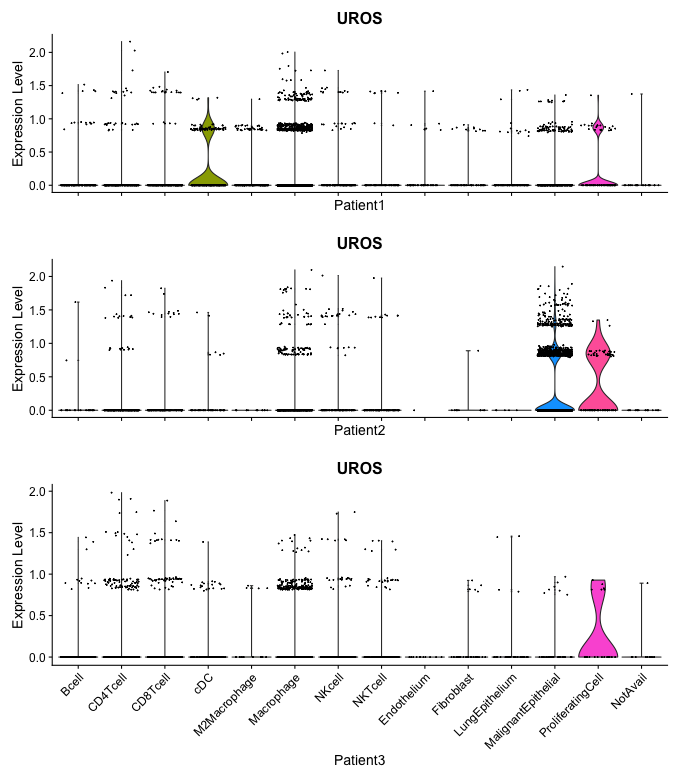 UROS
Expression Level
2.0
1.5
1.0
0.5
0.0
Patient1
UROS
Expression Level
2.0
1.5
1.0
0.5
0.0
Patient2
UROS
Expression Level
2.0
1.5
1.0
0.5
0.0
Bcell
CD4Tcell
CD8Tcell
cDC
M2Macrophage
Macrophage
NKcell
NKTcell
Endothelium
Fibroblast
LungEpithelium
MalignantEpithelial
ProliferatingCell
NotAvail
Patient3